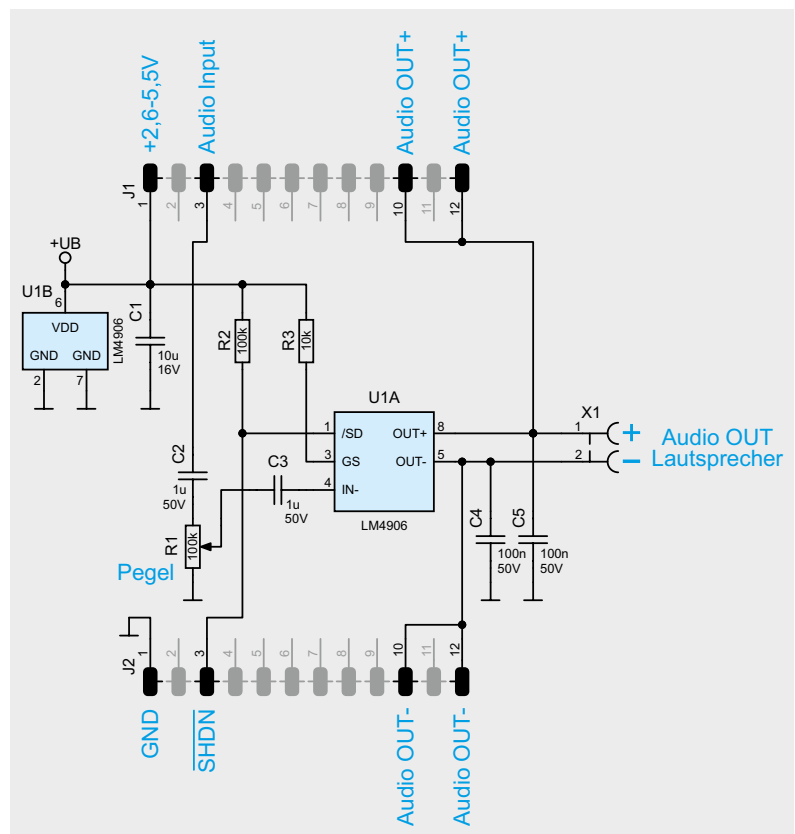 +2,6-5,5V
Audio Input
Audio OUT+
Audio OUT+
J1
1
2
3
4
5
6
7
8
9
10
11
12
+UB
U1B
6
VDD
GND
GND
LM4906
2
7
C1
10u
16V
R2
100k
R3
10k
C2
1u
50V
R1
100k
Pegel
C3
1u
50V
U1A
1
/SD
OUT+
8
3
GS
OUT-
5
4
IN-
LM4906
X1
1
+
2
−
Audio OUT
Lautsprecher
C4
100n
50V
C5
100n
50V
J2
1
2
3
4
5
6
7
8
9
10
11
12
GND
SHDN
Audio OUT-
Audio OUT-